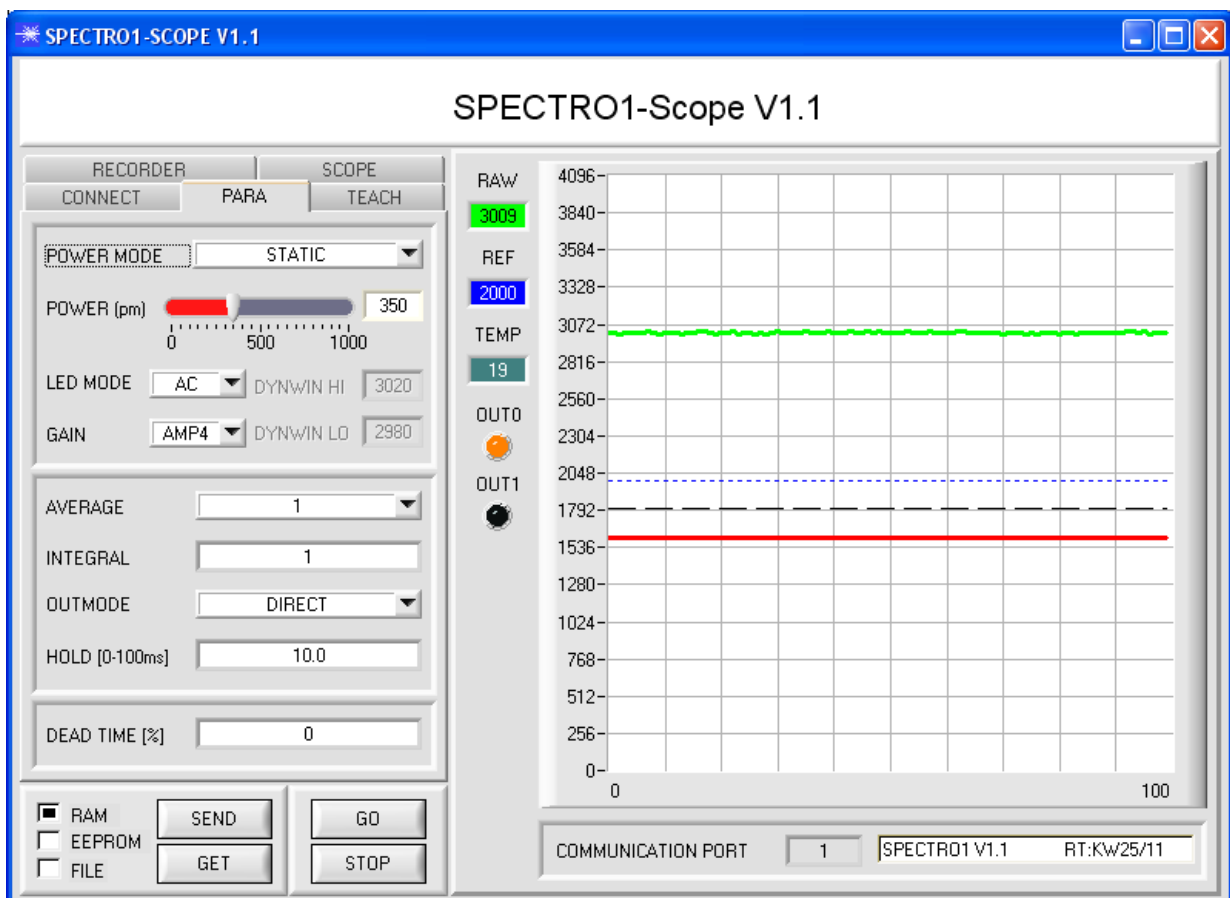 SPECTRO1-SCOPE V1.1
SPECTRO1-Scope V1.1
RECORDER SCOPE
CONNECT PARA TEACH
POWER MODE STATIC
POWER (pm) 350
0 500 1000
LED MODE AC DYNWIN HI 3020
GAIN AMP4 DYNWIN LO 2980
AVERAGE 1
INTEGRAL 1
OUTMODE DIRECT
HOLD [0-100ms] 10.0
DEAD TIME [%] 0
RAM
EEPROM
FILE
SEND
GET
GO
STOP
RAW
3009
REF
2000
TEMP
19
OUT0
OUT1
4096
3840
3584
3328
3072
2816
2560
2304
2048
1792
1536
1280
1024
768
512
256
0
0 100
COMMUNICATION PORT 1 SPECTRO1 V1.1 RT:KW25/11